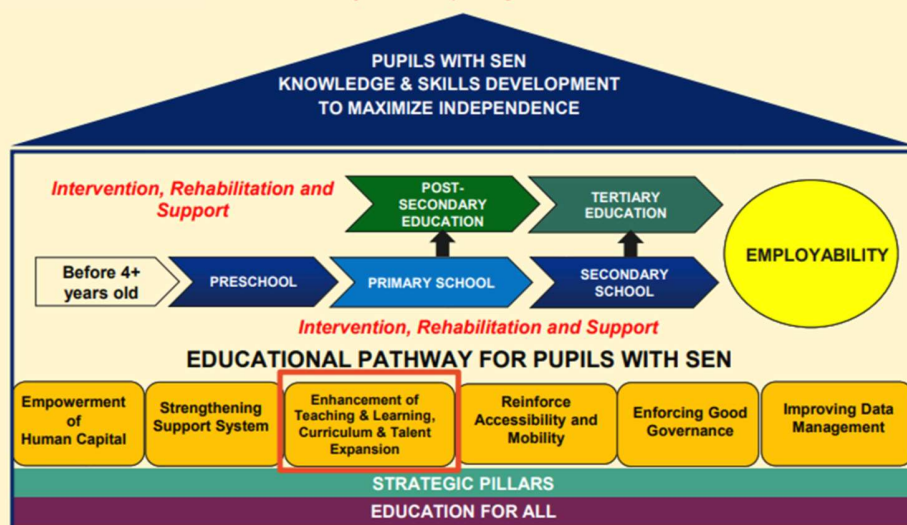 PUPILS WITH SEN
KNOWLEDGE & SKILLS DEVELOPMENT
TO MAXIMIZE INDEPENDENCE
Intervention, Rehabilitation and
Support
POST-
SECONDARY
EDUCATION
TERTIARY
EDUCATION
Before 4+
years old
PRESCHOOL
PRIMARY SCHOOL
SECONDARY
SCHOOL
EMPLOYABILITY
Intervention, Rehabilitation and Support
EDUCATIONAL PATHWAY FOR PUPILS WITH SEN
Empowerment
of
Human Capital
Strengthening
Support System
Enhancement of
Teaching & Learning,
Curriculum & Talent
Expansion
Reinforce
Accessibility and
Mobility
Enforcing Good
Governance
Improving Data
Management
STRATEGIC PILLARS
EDUCATION FOR ALL